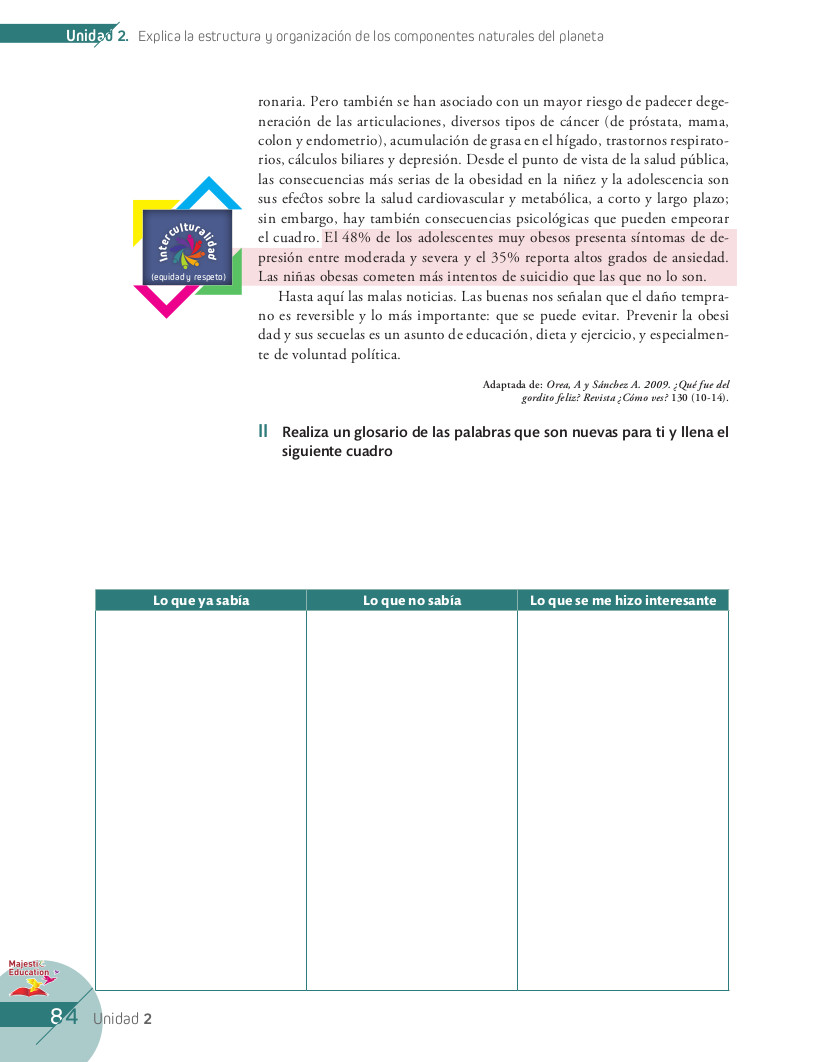 Unidad 2. Explica la estructura y organización de los componentes naturales del planeta
ronaria. Pero también se han asociado con un mayor riesgo de padecer dege-
neración de las articulaciones, diversos tipos de cáncer (de próstata, mama,
colon y endometrio), acumulación de grasa en el hígado, trastornos respirato-
rios, cálculos biliares y depresión. Desde el punto de vista de la salud pública,
las consecuencias más serias de la obesidad en la niñez y la adolescencia son
sus efectos sobre la salud cardiovascular y metabólica, a corto y largo plazo;
sin embargo, hay también consecuencias psicológicas que pueden empeorar
el cuadro. El 48% de los adolescentes muy obesos presenta síntomas de de-
presión entre moderada y severa y el 35% reporta altos grados de ansiedad.
Las niñas obesas cometen más intentos de suicidio que las que no lo son.
Interculturalidad
(equidad y respeto)
Hasta aquí las malas noticias. Las buenas nos señalan que el daño tempra-
no es reversible y lo más importante: que se puede evitar. Prevenir la obesi
dad y sus secuelas es un asunto de educación, dieta y ejercicio, y especialmen-
te de voluntad política.
Adaptada de: Orea, A y Sánchez A. 2009. ¿Qué fue del
gordito feliz? Revista ¿Cómo ves? 130 (10-14).
II Realiza un glosario de las palabras que son nuevas para ti y llena el
siguiente cuadro
Lo que ya sabía Lo que no sabía Lo que se me hizo interesante
Majestic
Education
84 Unidad 2